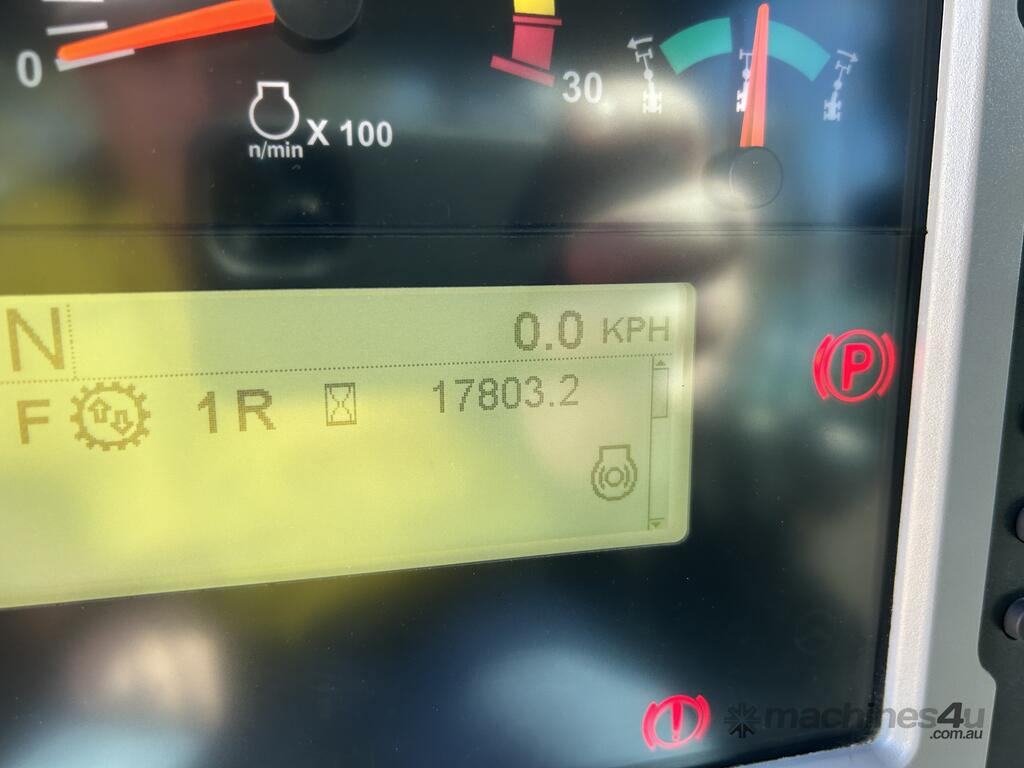 0
30
n/min X 100
N 0.0 KPH
F 1R 17803.2
P
!
machines4u
.com.au